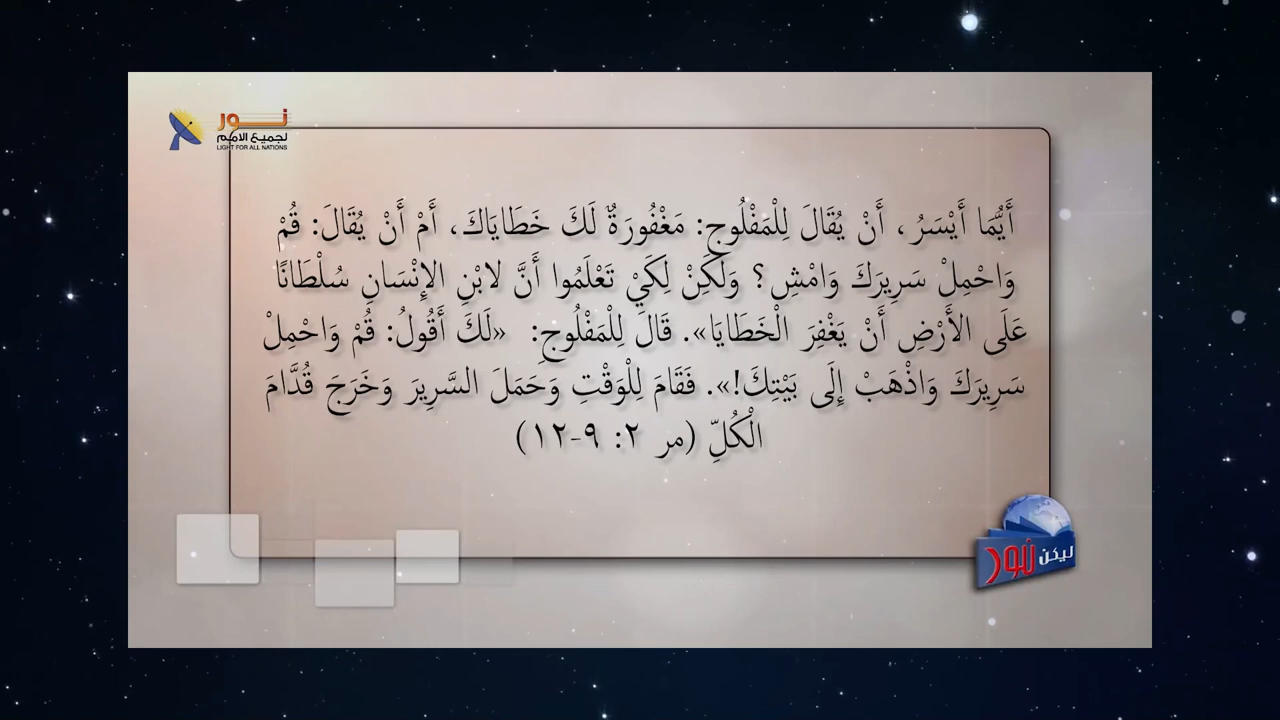 نور
لجميع الامم
LIGHT FOR ALL NATIONS
أَيُّمَا أَيْسَرُ، أَنْ يُقَالَ لِلْمَفْلُوجِ: مَغْفُورَةٌ لَكَ خَطَايَاكَ، أَمْ أَنْ يُقَالَ: قُمْ
وَاحْمِلْ سَرِيرَكَ وَامْشِ؟ وَلَكِنْ لِكَيْ تَعْلَمُوا أَنَّ لابْنِ الإِنْسَانِ سُلْطَانًا
عَلَى الأَرْضِ أَنْ يَغْفِرَ الْخَطَايَا». قَالَ لِلْمَفْلُوجِ: «لَكَ أَقُولُ: قُمْ وَاحْمِلْ
سَرِيرَكَ وَاذْهَبْ إِلَى بَيْتِكَ!». فَقَامَ لِلْوَقْتِ وَحَمَلَ السَّرِيرَ وَخَرَجَ قُدَّامَ
الْكُلِّ (مر ٢: ٩-١٢)
ليكن نور